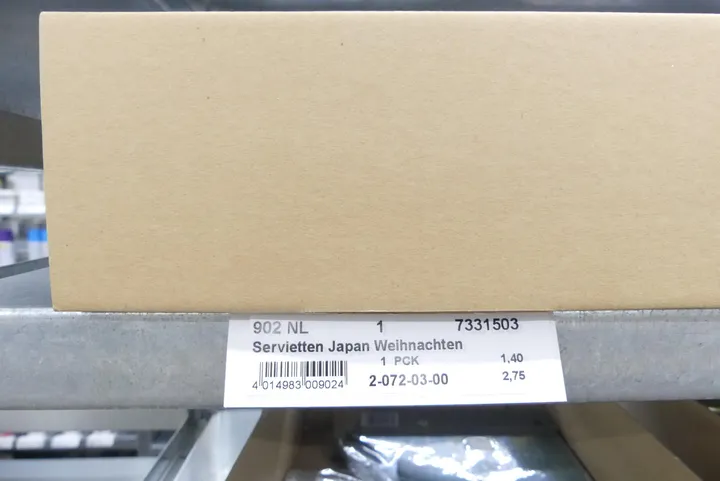 902 NL 1 7331503
Servietten Japan Weihnachten
1 PCK 1,40
4 014983 009024 2-072-03-00 2,75